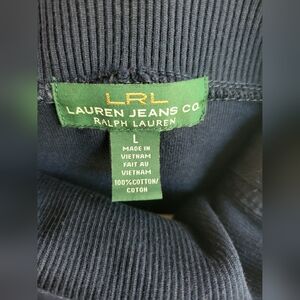 LRL
LAUREN JEANS CO.
RALPH LAUREN
L
MADE IN
VIETNAM
FAIT AU
VIETNAM
100% COTTON/
COTON